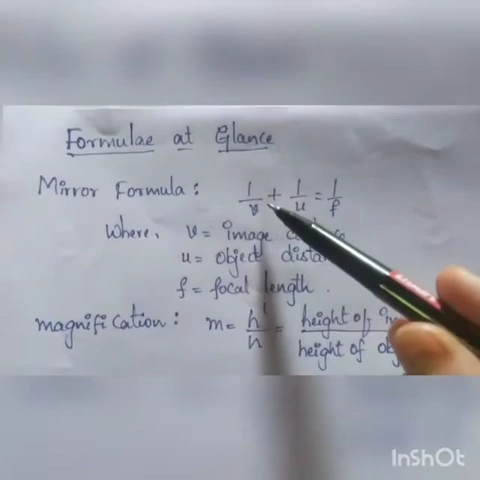 Formulae at Glance
Mirror Formula: 1/v + 1/u = 1/f
Where, v = image
u = object
f = focal length.
magnification: m = h'/h = height of / height of
InShOt